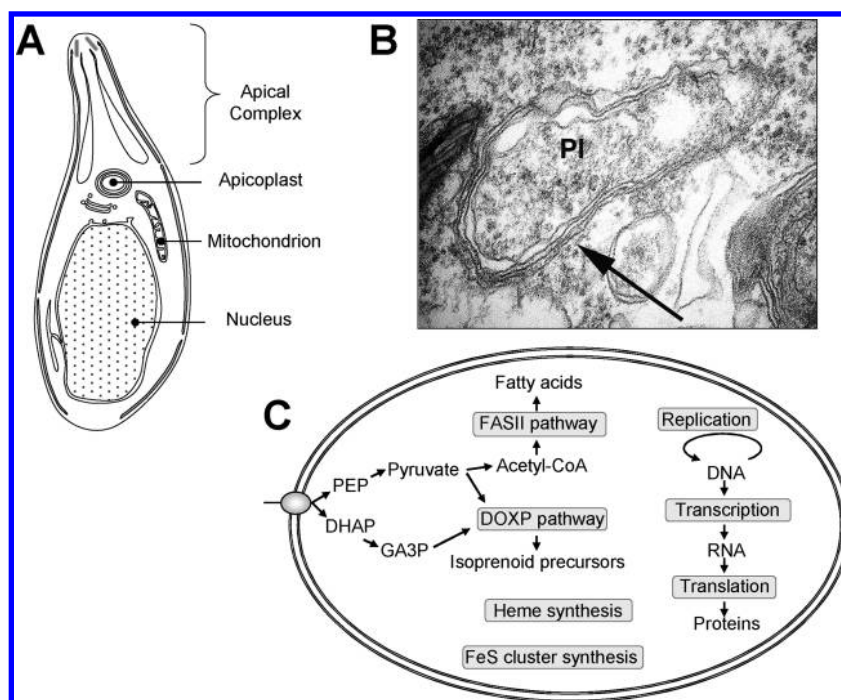 A
Apical
Complex
Apicoplast
Mitochondrion
Nucleus
B
Pl
C
Fatty acids
FASII pathway
PEP
Pyruvate
Acetyl-CoA
DHAP
GA3P
DOXP pathway
Isoprenoid precursors
Heme synthesis
FeS cluster synthesis
Replication
DNA
Transcription
RNA
Translation
Proteins